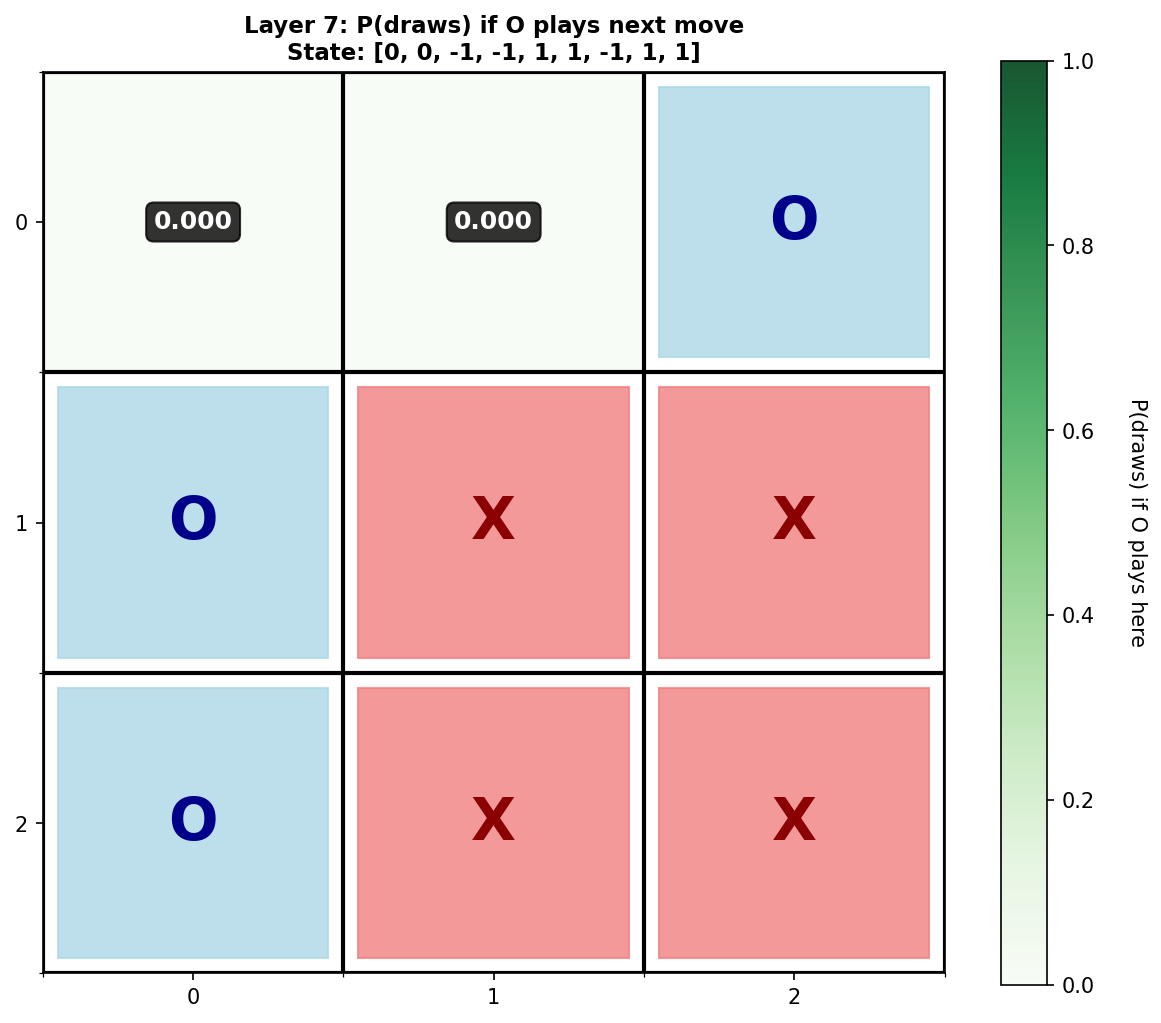 Layer 7: P(draws) if O plays next move
State: [0, 0, -1, -1, 1, 1, -1, 1, 1]
0.000
0.000
O
O
X
X
O
X
X
0
1
2
0
1
2
1.0
0.8
0.6
0.4
0.2
0.0
P(draws) if O plays here